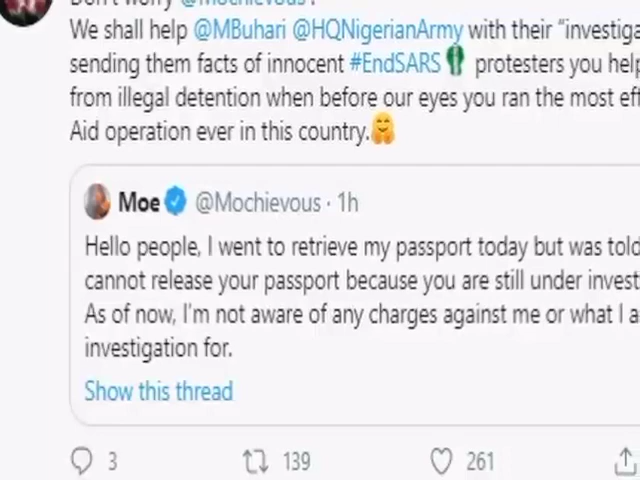 Don't worry @Mochievous!
We shall help @MBuhari @HQNigerianArmy with their “investiga
sending them facts of innocent #EndSARS protesters you help
from illegal detention when before our eyes you ran the most eff
Aid operation ever in this country.🤗
Moe @Mochievous · 1h
Hello people, I went to retrieve my passport today but was told
cannot release your passport because you are still under invest
As of now, I'm not aware of any charges against me or what I a
investigation for.
Show this thread
3 139 261